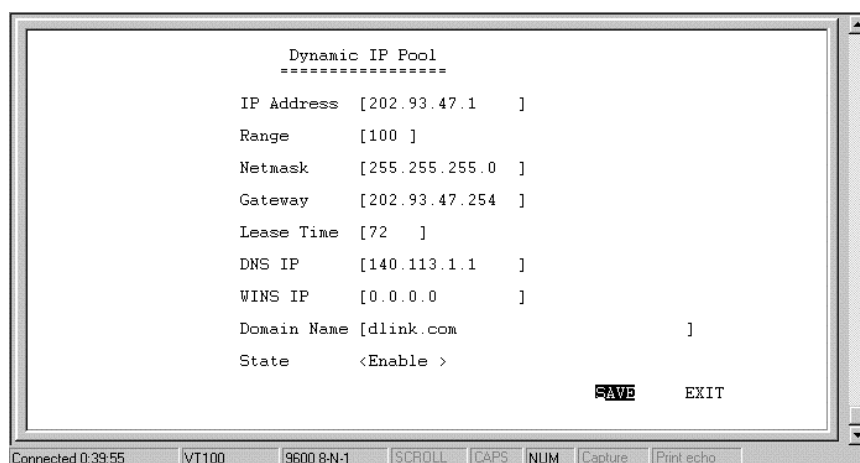 Dynamic IP Pool
==================
IP Address [202.93.47.1 ]
Range [100 ]
Netmask [255.255.255.0 ]
Gateway [202.93.47.254 ]
Lease Time [72 ]
DNS IP [140.113.1.1 ]
WINS IP [0.0.0.0 ]
Domain Name [dlink.com ]
State <Enable >
SAVE EXIT
Connected 0:39:55 VT100 9600 8-N-1 SCROLL CAPS NUM Capture Print echo